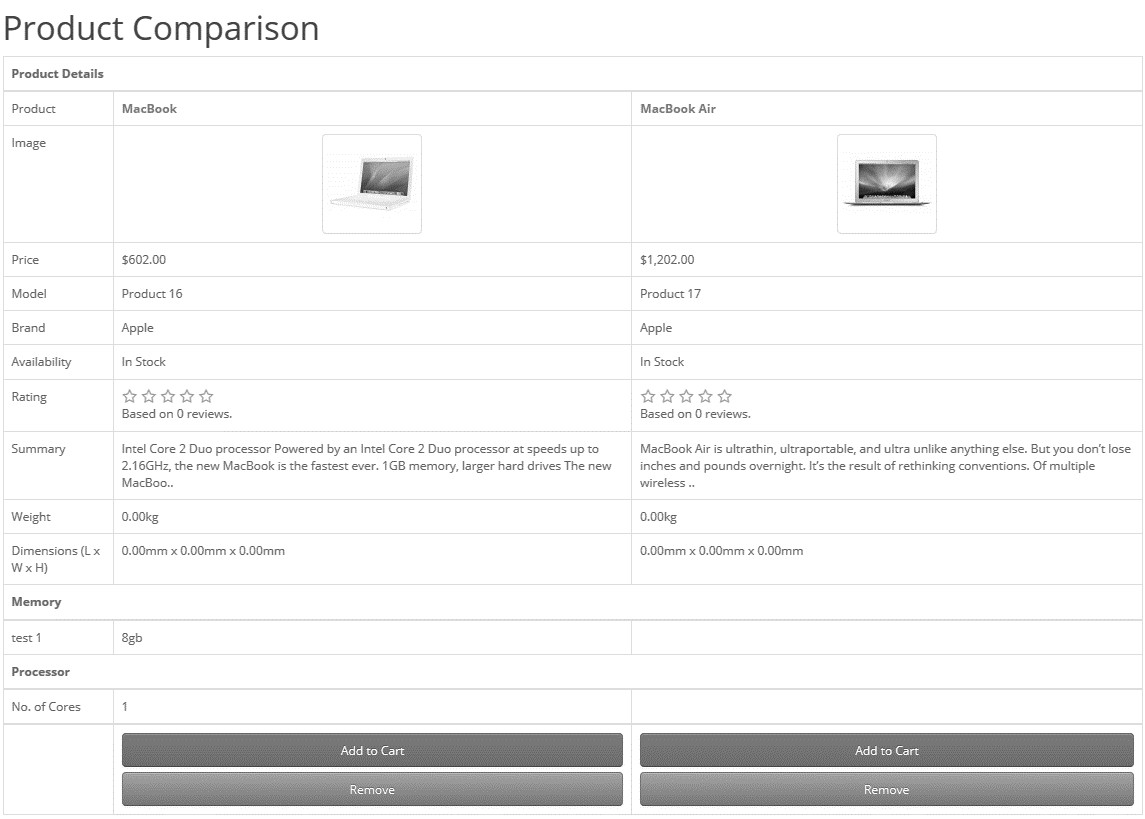 Product Comparison
Product Details
Product MacBook MacBook Air
Image
Price $602.00 $1,202.00
Model Product 16 Product 17
Brand Apple Apple
Availability In Stock In Stock
Rating
Based on 0 reviews. Based on 0 reviews.
Summary Intel Core 2 Duo processor Powered by an Intel Core 2 Duo processor at speeds up to MacBook Air is ultrathin, ultraportable, and ultra unlike anything else. But you don’t lose
2.16GHz, the new MacBook is the fastest ever. 1GB memory, larger hard drives The new inches and pounds overnight. It’s the result of rethinking conventions. Of multiple
MacBoo.. wireless ..
Weight 0.00kg 0.00kg
Dimensions (L x 0.00mm x 0.00mm x 0.00mm 0.00mm x 0.00mm x 0.00mm
W x H)
Memory
test 1 8gb
Processor
No. of Cores 1
Add to Cart Add to Cart
Remove Remove